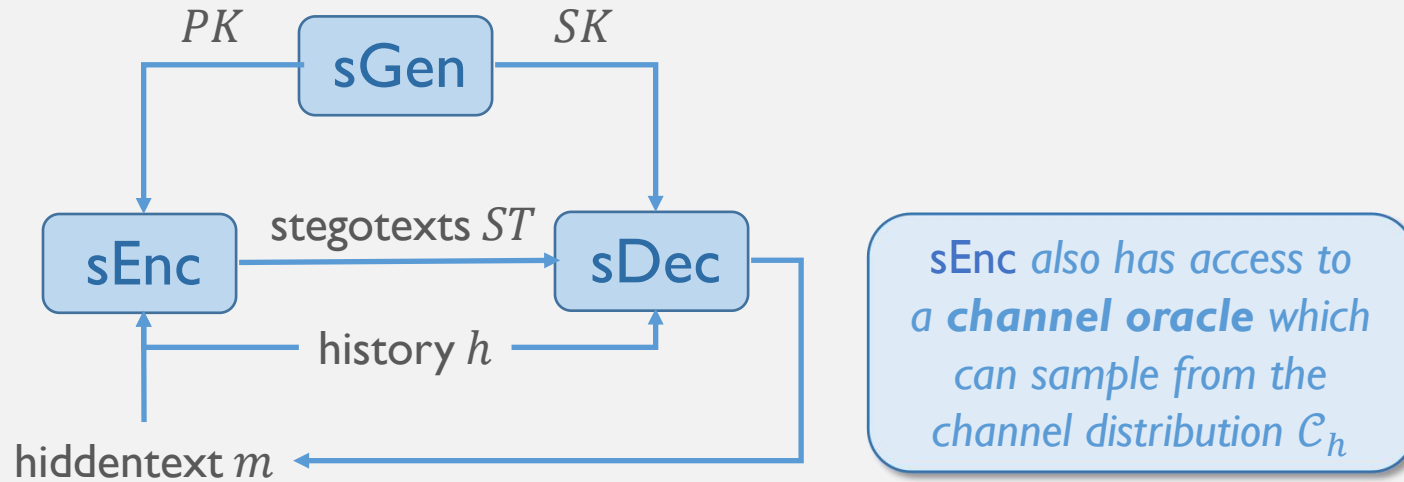 PK
SK
sGen
stegotexts ST
sEnc
sDec
history h
hiddentext m
sEnc also has access to
a channel oracle which
can sample from the
channel distribution 𝒞ₕ